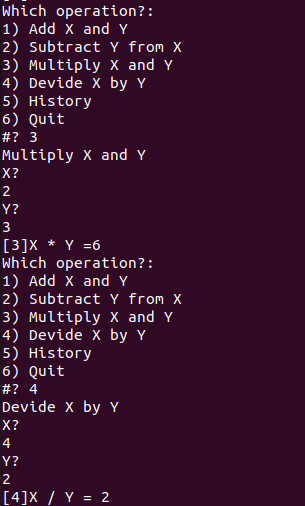 Which operation?:
1) Add X and Y
2) Subtract Y from X
3) Multiply X and Y
4) Devide X by Y
5) History
6) Quit
#? 3
Multiply X and Y
X?
2
Y?
3
[3]X * Y =6
Which operation?:
1) Add X and Y
2) Subtract Y from X
3) Multiply X and Y
4) Devide X by Y
5) History
6) Quit
#? 4
Devide X by Y
X?
4
Y?
2
[4]X / Y = 2